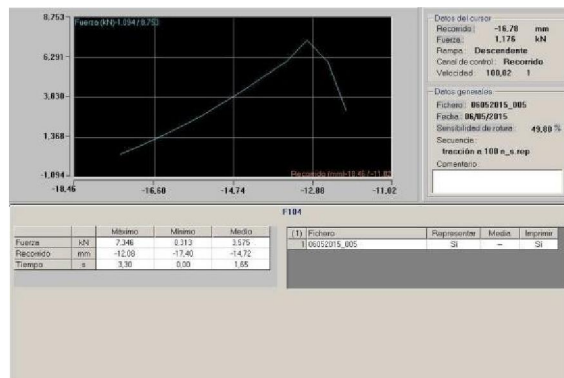 8.753
Fuerza (kN)-1.094 / 8.753
6,291
3,830
1,368
-1,094
Recorrido (mm)-18.46 / -11.02
-18,46 -16,60 -14,74 -12,88 -11,02
Datos del cursor
Recorrido: -16,78 mm
Fuerza: 1,176 kN
Rampa: Descendente
Canal de control: Recorrido
Velocidad: 100,02 1
Datos generales
Fichero: 06052015_005
Fecha: 06/05/2015
Sensibilidad de rotura: 49,80 %
Secuencia:
tracción a 100 n_s.rep
Comentario
F104
Máximo Mínimo Medio
Fuerza kN 7,346 0,313 3,575
Recorrido mm -12,08 -17,40 -14,72
Tiempo s 3,30 0,00 1,65
(1) Fichero Representar Media Imprimir
1 06052015_005 Si – Si